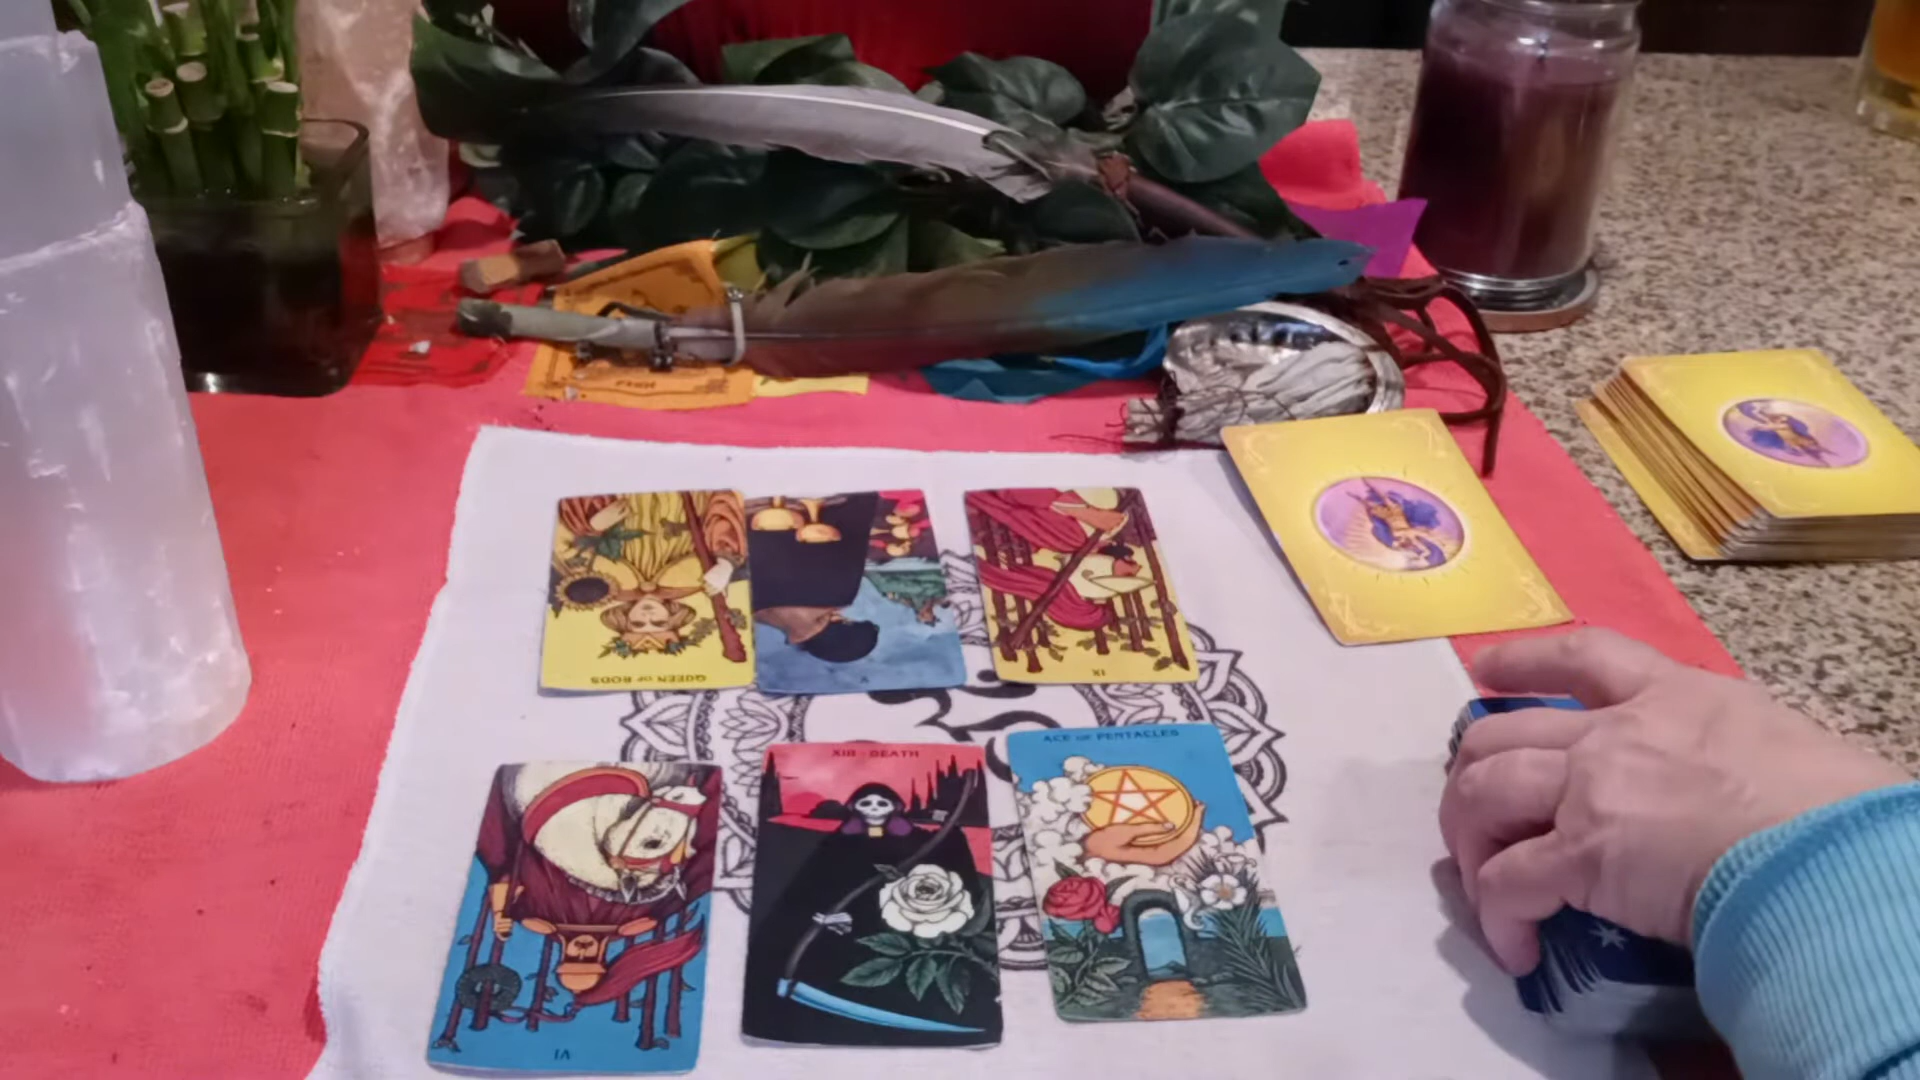 QUEEN OF RODS
V
IX
XIII - DEATH
ACE OF PENTACLES
VI